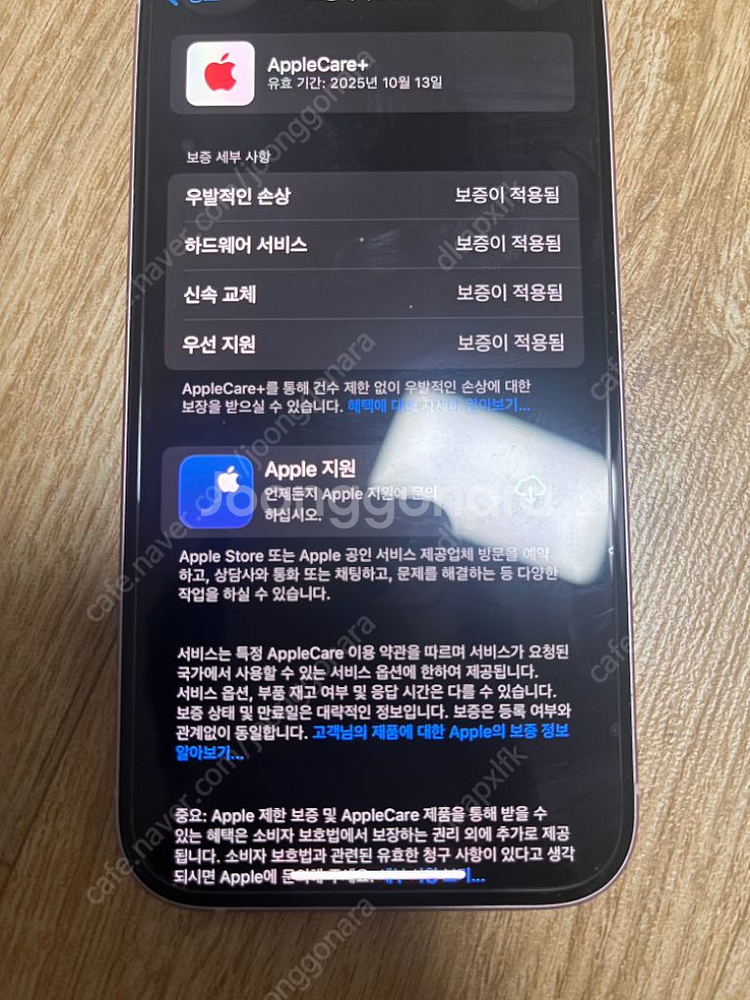 AppleCare+
유효 기간: 2025년 10월 13일
보증 세부 사항
우발적인 손상 보증이 적용됨
하드웨어 서비스 보증이 적용됨
신속 교체 보증이 적용됨
우선 지원 보증이 적용됨
AppleCare+를 통해 건수 제한 없이 우발적인 손상에 대한
보장을 받으실 수 있습니다. 혜택에 대해 자세히 알아보기...
Apple 지원
언제든지 Apple 지원에 문의
하십시오.
joonggonara
Apple Store 또는 Apple 공인 서비스 제공업체 방문을 예약
하고, 상담사와 통화 또는 채팅하고, 문제를 해결하는 등 다양한
작업을 하실 수 있습니다.
서비스는 특정 AppleCare 이용 약관을 따르며 서비스가 요청된
국가에서 사용할 수 있는 서비스 옵션에 한하여 제공됩니다.
서비스 옵션, 부품 재고 여부 및 응답 시간은 다를 수 있습니다.
보증 상태 및 만료일은 대략적인 정보입니다. 보증은 등록 여부와
관계없이 동일합니다. 고객님의 제품에 대한 Apple의 보증 정보
알아보기...
중요: Apple 제한 보증 및 AppleCare 제품을 통해 받을 수
있는 혜택은 소비자 보호법에서 보장하는 권리 외에 추가로 제공
됩니다. 소비자 보호법과 관련된 유효한 청구 사항이 있다고 생각
되시면 Apple에
cafe.naver.com/joonggonara